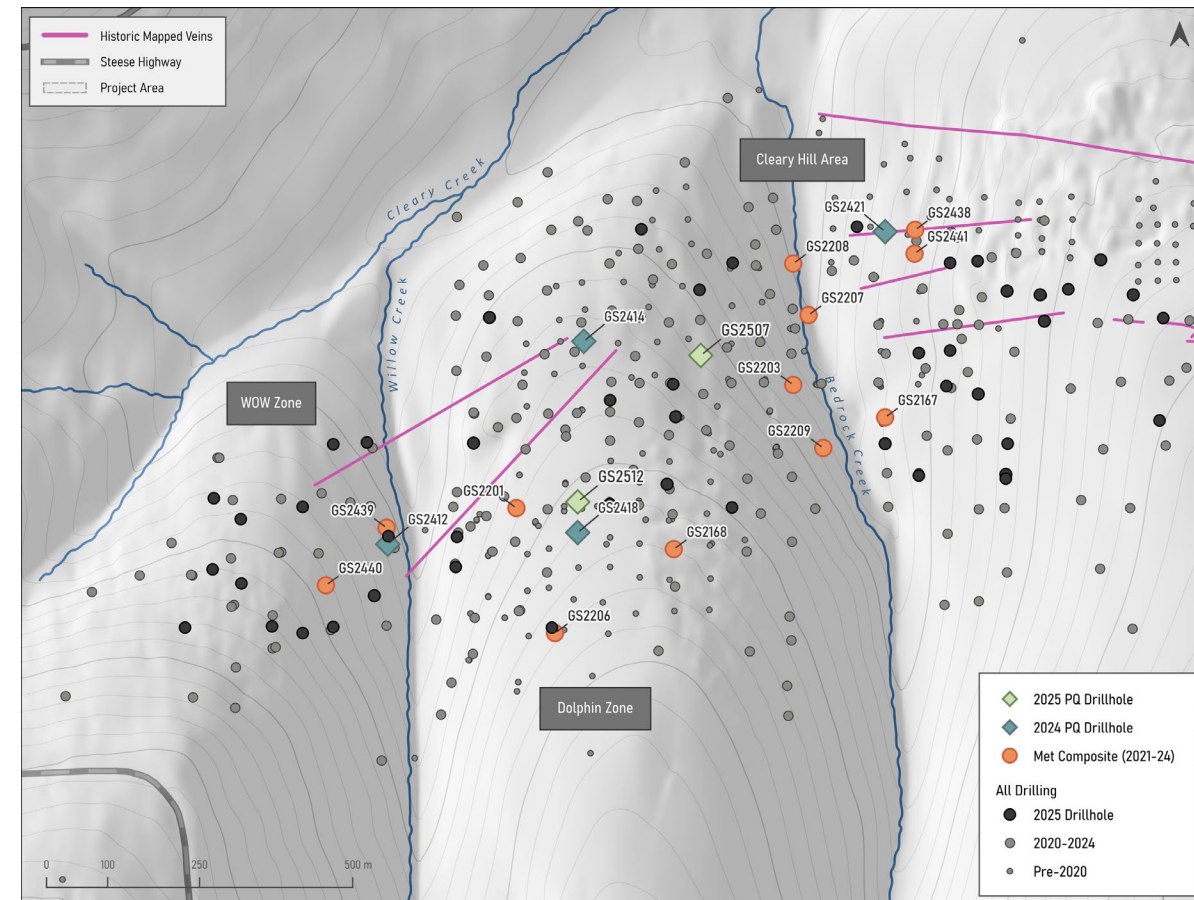 Historic Mapped Veins
Steese Highway
Project Area
Cleary Creek
Cleary Hill Area
GS2421
GS2438
GS2441
GS2208
Willow Creek
GS2207
GS2414
GS2507
GS2203
WOW Zone
Bedrock Creek
GS2167
GS2209
GS2512
GS2201
GS2418
GS2439
GS2412
GS2168
GS2440
GS2206
Dolphin Zone
2025 PQ Drillhole
2024 PQ Drillhole
Met Composite (2021-24)
All Drilling
2025 Drillhole
2020-2024
Pre-2020
0 100 250 500 m